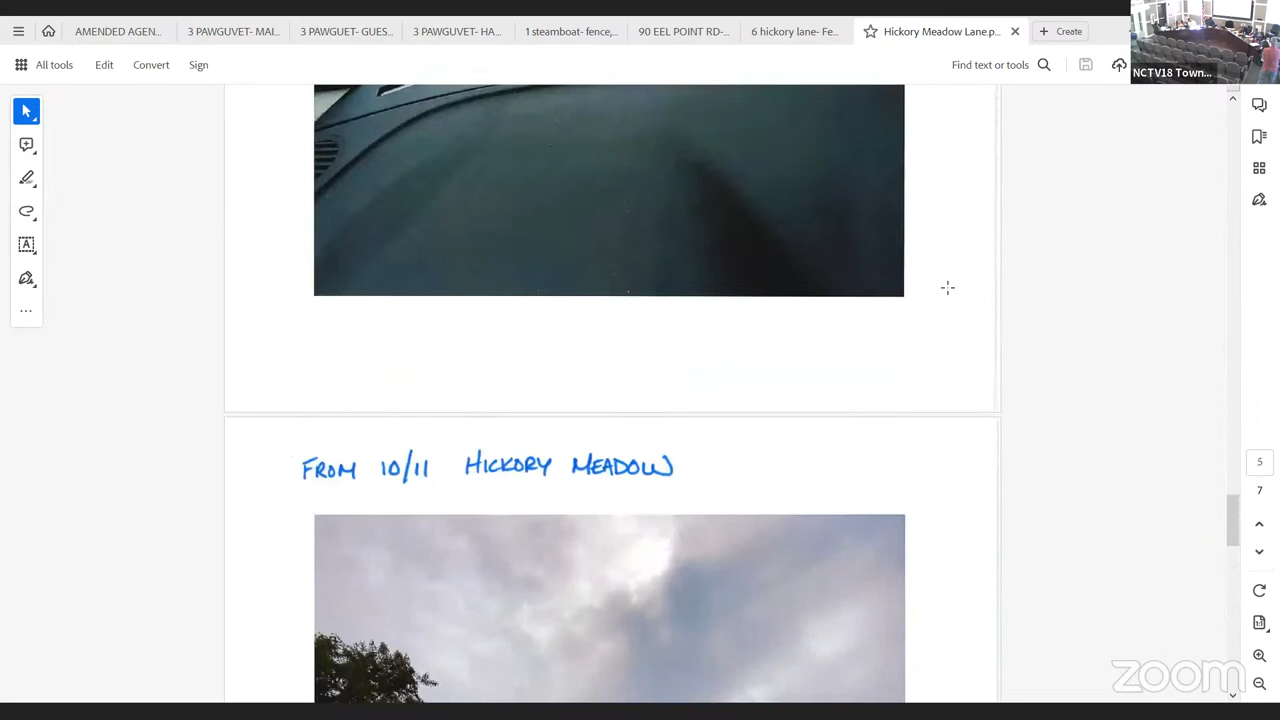 AMENDED AGEN...
3 PAWGUVET- MAI...
3 PAWGUET- GUES...
3 PAWGUVET- HA...
1 steamboat- fence,...
90 EEL POINT RD-...
6 hickory lane- Fe...
Hickory Meadow Lane.p...
Create
All tools
Edit
Convert
Sign
Find text or tools
NCTV18 Town...
FROM 10/11 HICKORY MEADOW
5
7
1:1
zoom